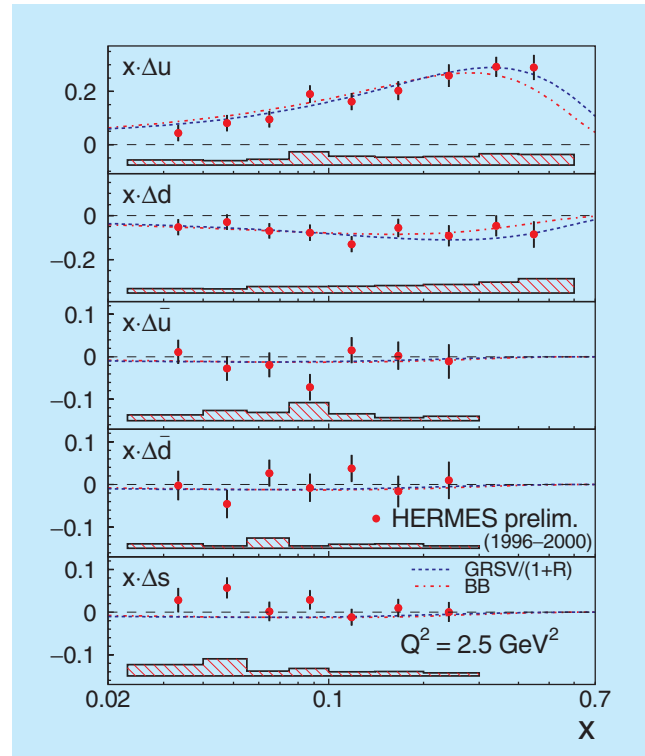 x·Δu
0.2
0
x·Δd
0
−0.2
x·Δū
0.1
0
−0.1
x·Δd̄
0.1
0
−0.1
HERMES prelim.
(1996–2000)
x·Δs
0.1
0
−0.1
GRSV/(1+R)
BB
Q² = 2.5 GeV²
0.02 0.1 0.7
x